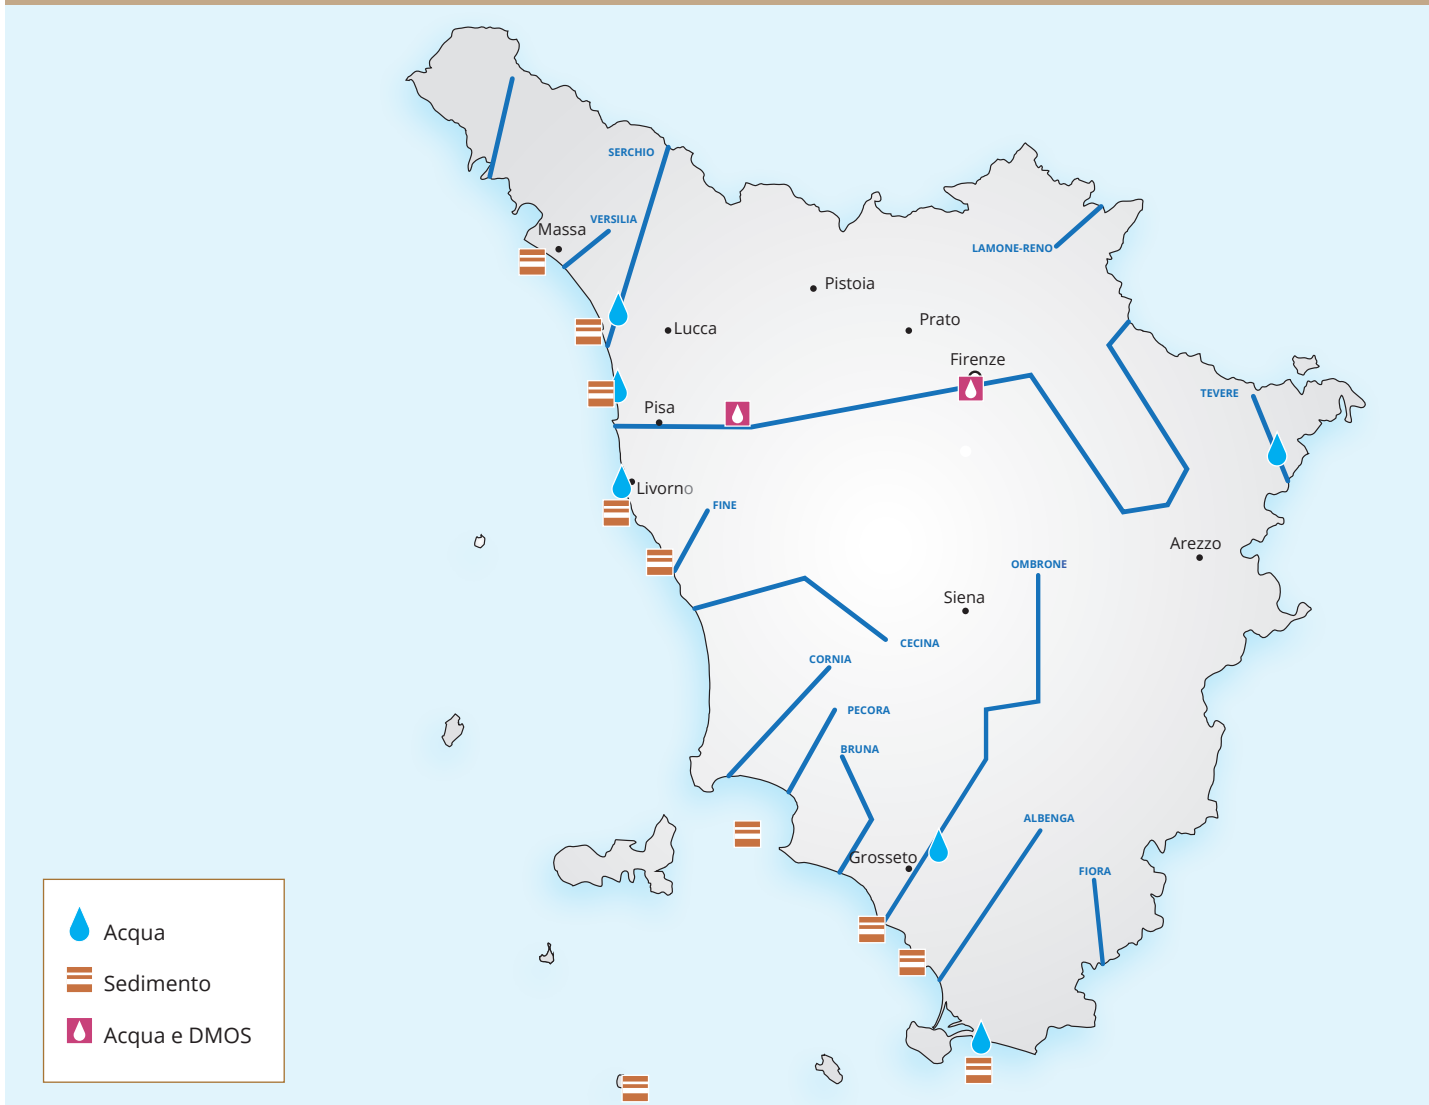 SERCHIO
VERSILIA
Massa
LAMONE-RENO
Pistoia
Prato
Lucca
Firenze
TEVERE
Pisa
Livorno
FINE
Arezzo
OMBRONE
Siena
CECINA
CORNIA
PECORA
BRUNA
ALBENGA
Grosseto
FIORA
Acqua
Sedimento
Acqua e DMOS